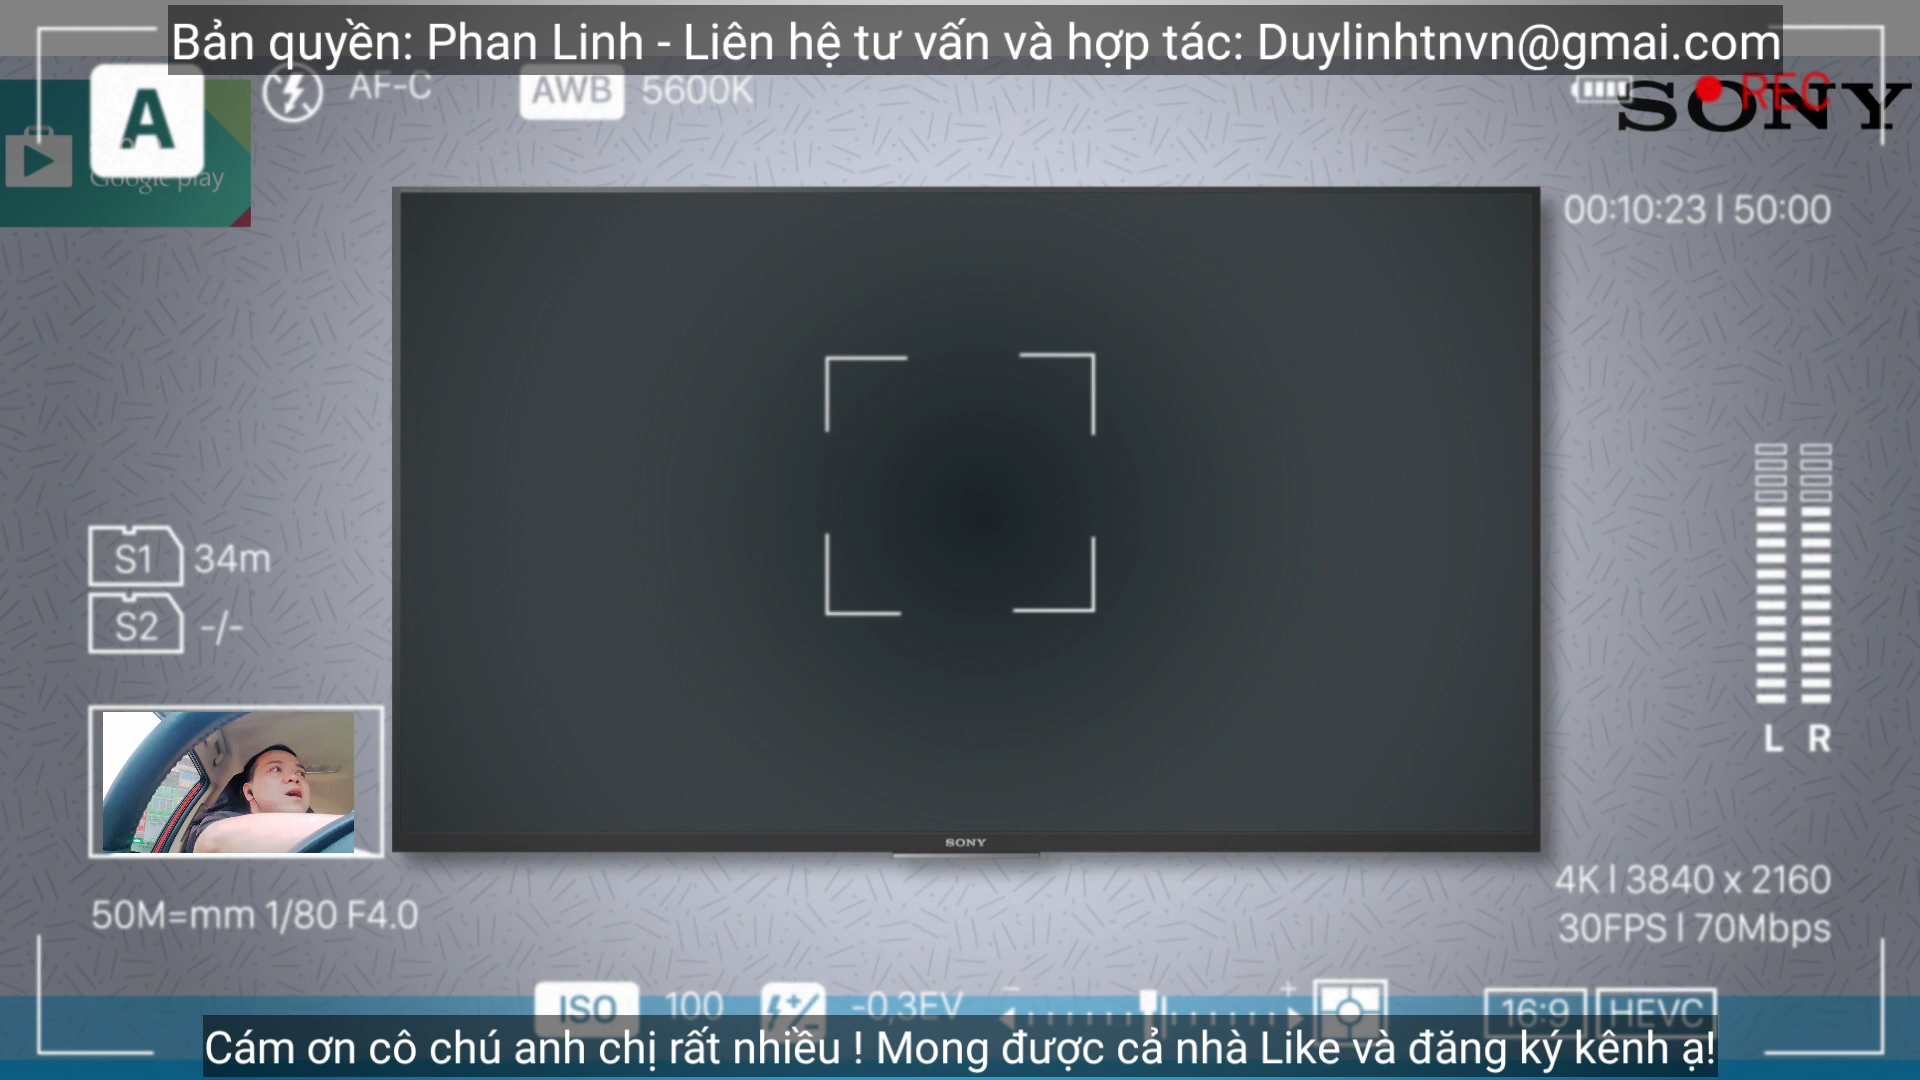 Bản quyền: Phan Linh - Liên hệ tư vấn và hợp tác: Duylinhtnvn@gmai.com
A
AF-C
AWB 5600K
REC
SONY
Google play
00:10:23 | 50:00
S1 34m
S2 -/-
L R
SONY
50M=mm 1/80 F4.0
4K | 3840 x 2160
30FPS | 70Mbps
ISO 100 -0,3EV
16:9 HEVC
Cám ơn cô chú anh chị rất nhiều ! Mong được cả nhà Like và đăng ký kênh ạ!